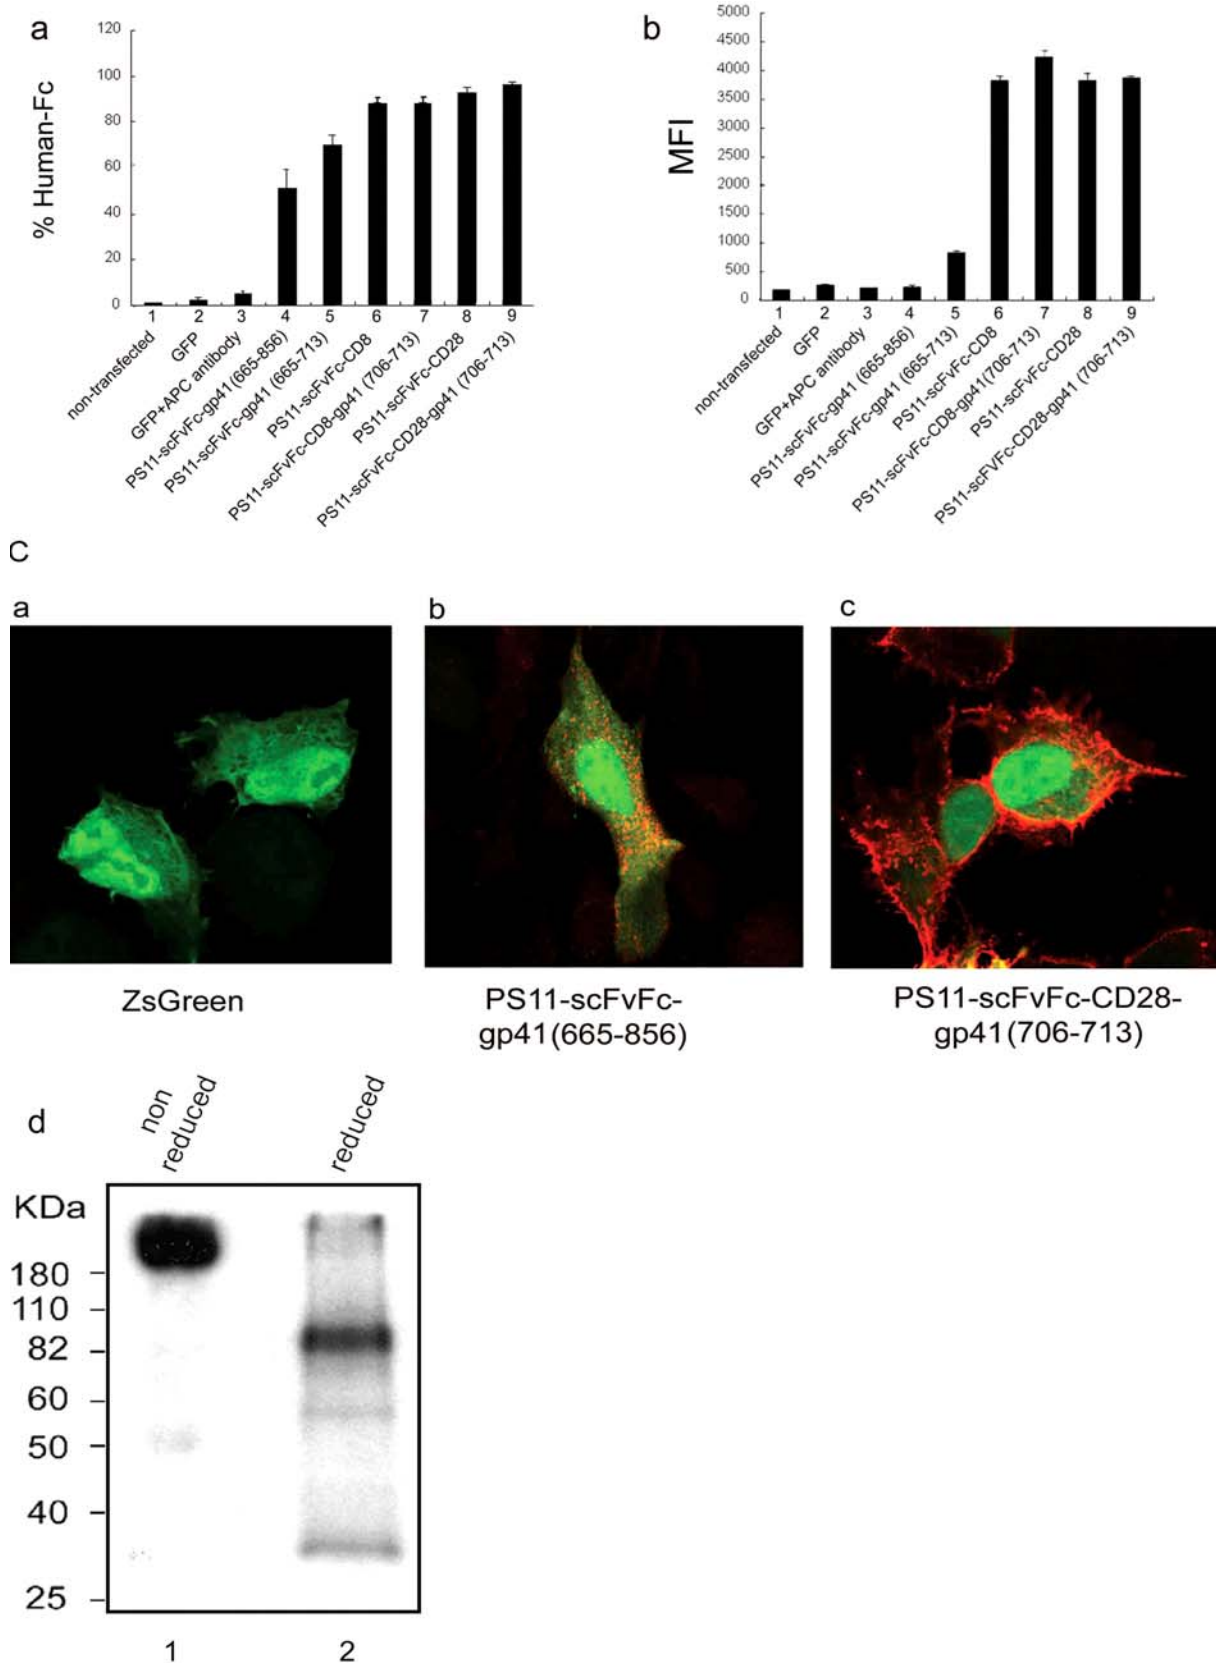 a
% Human-Fc
120
100
80
60
40
20
0
1 2 3 4 5 6 7 8 9
non-transfected
GFP
GFP+APC antibody
PS11-scFvFc-gp41 (665-856)
PS11-scFvFc-gp41 (665-713)
PS11-scFvFc-CD8
PS11-scFvFc-CD8-gp41 (706-713)
PS11-scFvFc-CD28
PS11-scFvFc-CD28-gp41 (706-713)
b
MFI
5000
4500
4000
3500
3000
2500
2000
1500
1000
500
0
1 2 3 4 5 6 7 8 9
non-transfected
GFP
GFP+APC antibody
PS11-scFvFc-gp41 (665-856)
PS11-scFvFc-gp41 (665-713)
PS11-scFvFc-CD8
PS11-scFvFc-CD8-gp41(706-713)
PS11-scFvFc-CD28
PS11-scFvFc-CD28-gp41 (706-713)
C
a
b
c
ZsGreen
PS11-scFvFc-
gp41(665-856)
PS11-scFvFc-CD28-
gp41(706-713)
d
non
reduced
reduced
KDa
180
110
82
60
50
40
25
1 2